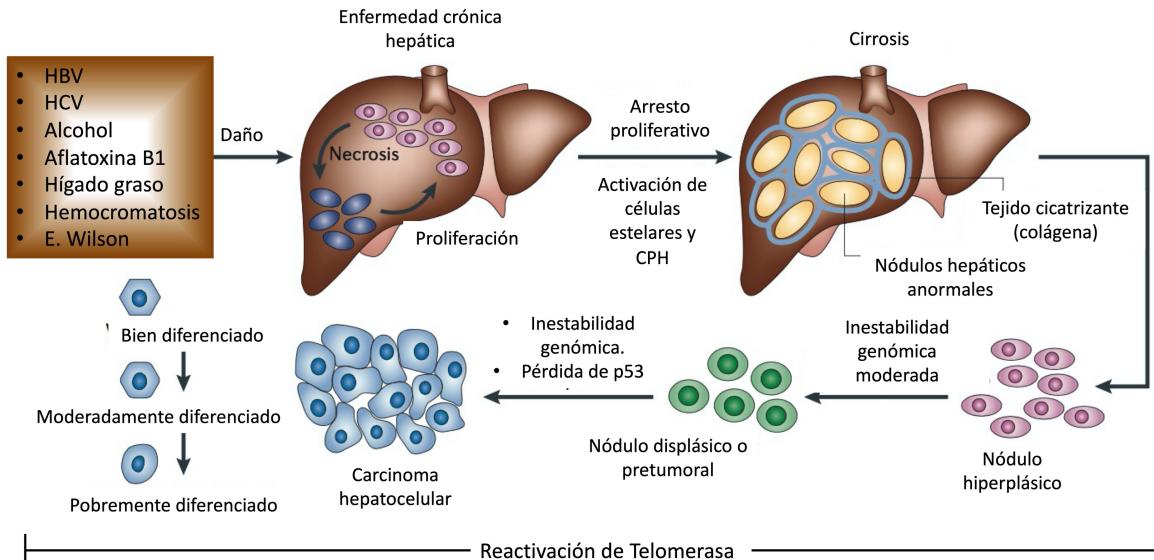 Enfermedad crónica
hepática
Cirrosis
• HBV
• HCV
• Alcohol
• Aflatoxina B1
• Hígado graso
• Hemocromatosis
• E. Wilson
Daño
Necrosis
Proliferación
Arresto
proliferativo
Activación de
células
estelares y
CPH
Tejido cicatrizante
(colágena)
Nódulos hepáticos
anormales
Bien diferenciado
Moderadamente diferenciado
Pobremente diferenciado
Carcinoma
hepatocelular
• Inestabilidad
genómica.
• Pérdida de p53
Nódulo displásico o
pretumoral
Inestabilidad
genómica
moderada
Nódulo
hiperplásico
Reactivación de Telomerasa